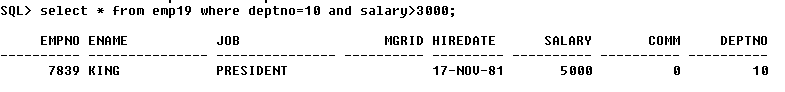 SQL> select * from emp19 where deptno=10 and salary>3000;
EMPNO ENAME JOB MGRID HIREDATE SALARY COMM DEPTNO
---------- --------------- --------------- ---------- --------- ---------- ---------- ----------
7839 KING PRESIDENT 17-NOV-81 5000 0 10